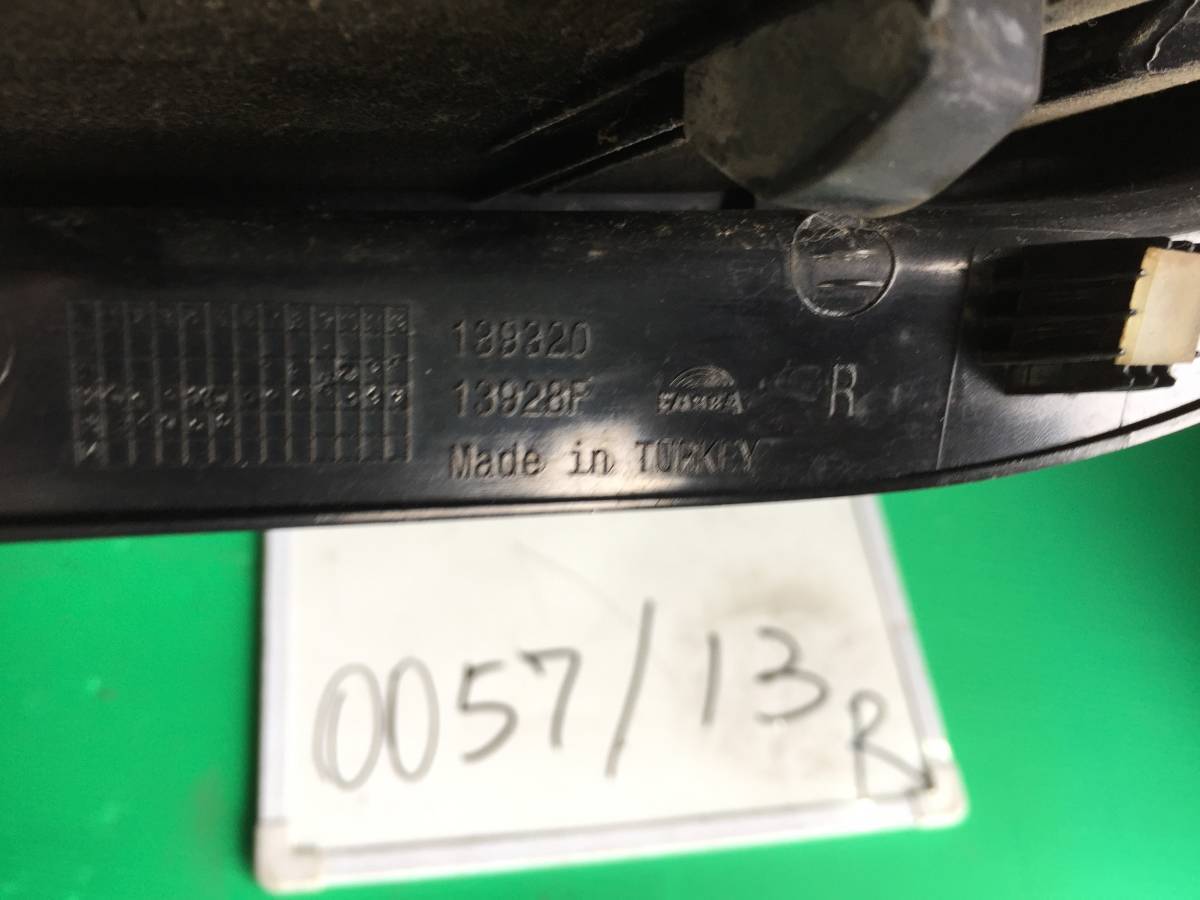 139320
13928F
R
Made in TURKEY
0057/13
R